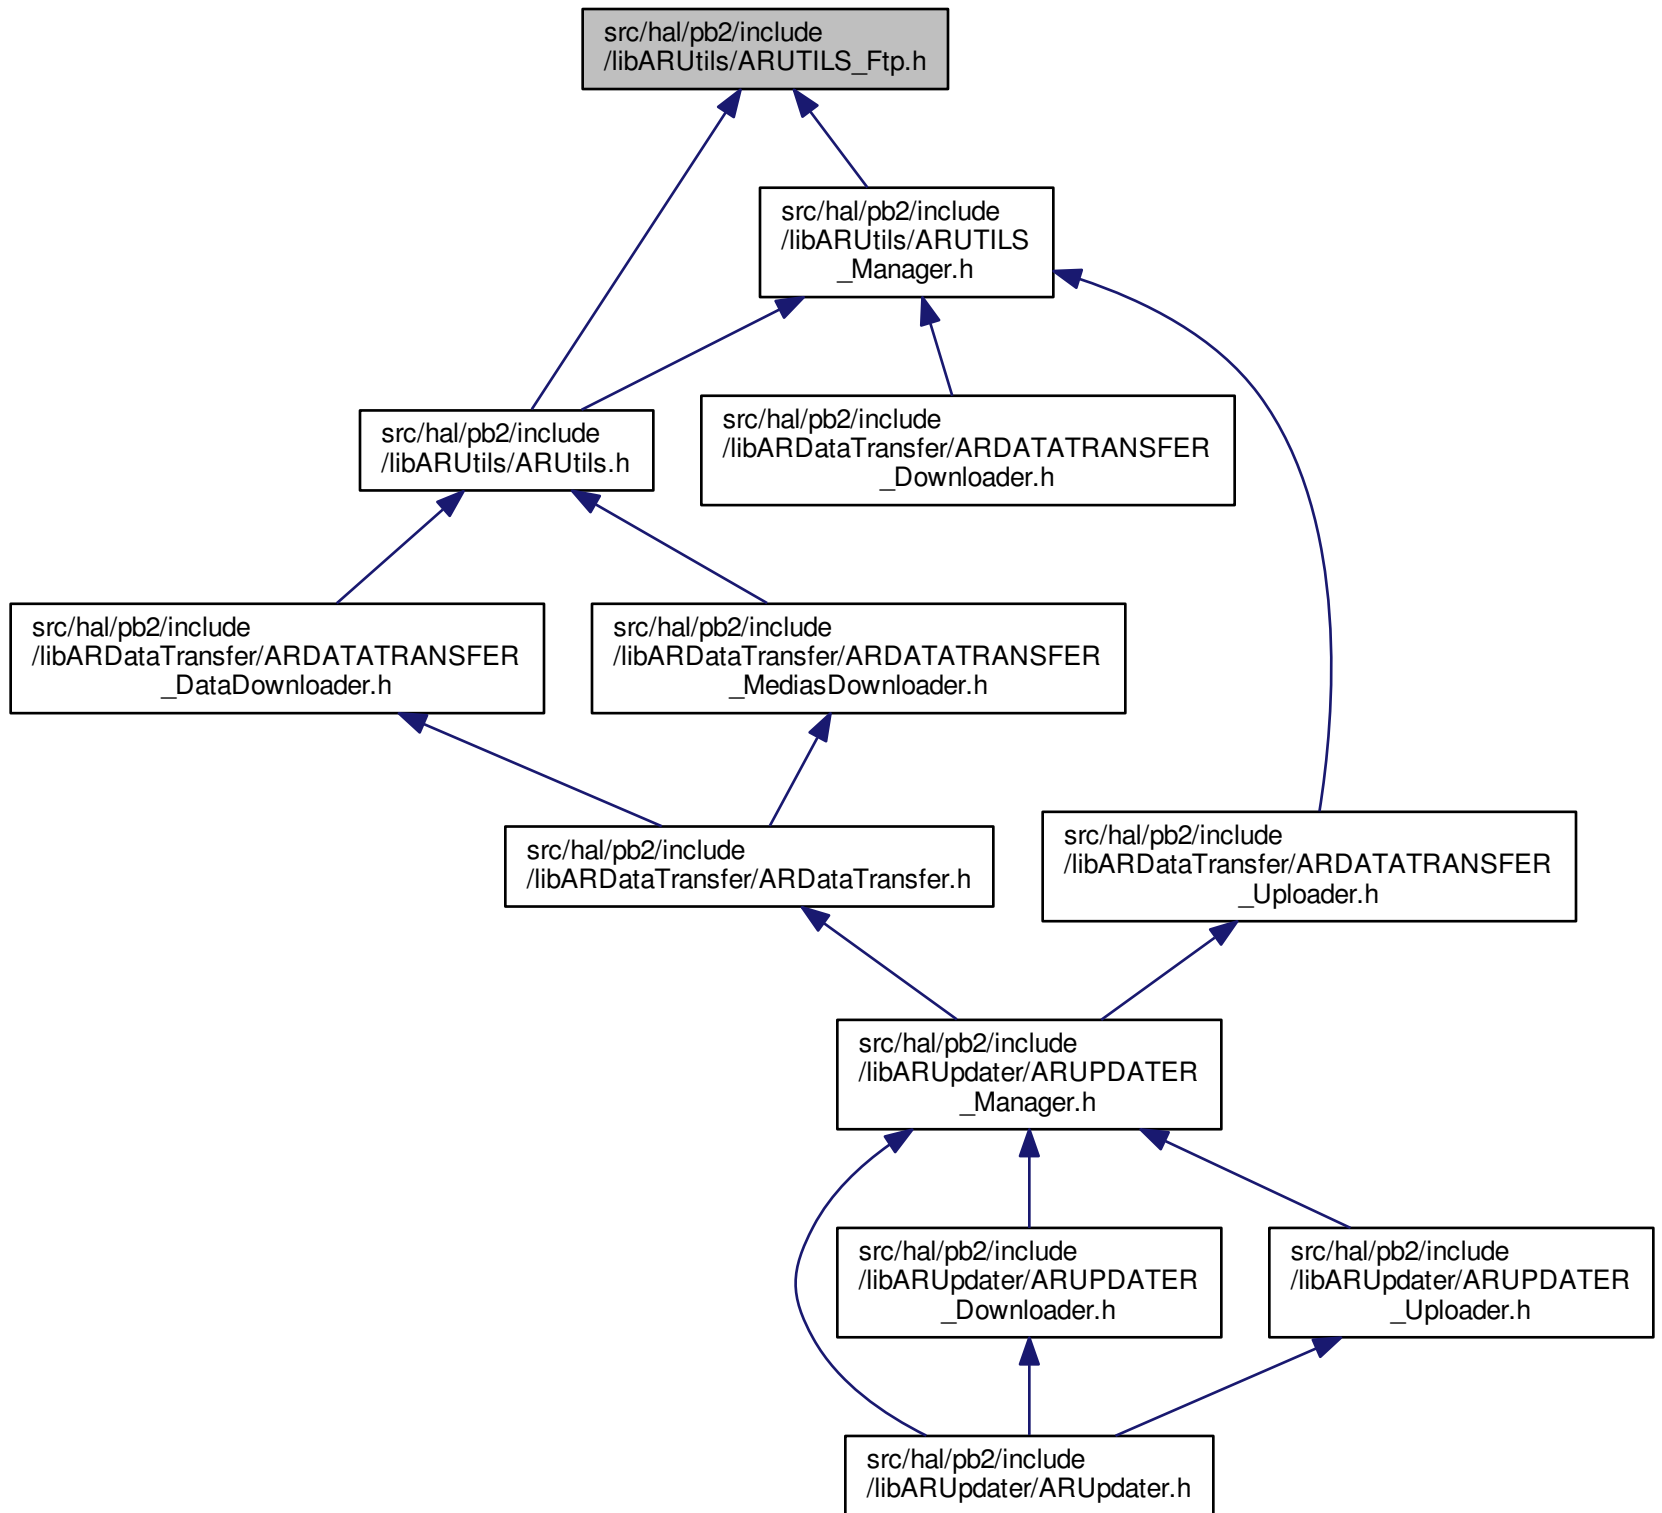 src/hal/pb2/include
/libARUtils/ARUTILS_Ftp.h
src/hal/pb2/include
/libARUtils/ARUTILS
_Manager.h
src/hal/pb2/include
/libARUtils/ARUtils.h
src/hal/pb2/include
/libARDataTransfer/ARDATATRANSFER
_Downloader.h
src/hal/pb2/include
/libARDataTransfer/ARDATATRANSFER
_DataDownloader.h
src/hal/pb2/include
/libARDataTransfer/ARDATATRANSFER
_MediasDownloader.h
src/hal/pb2/include
/libARDataTransfer/ARDataTransfer.h
src/hal/pb2/include
/libARDataTransfer/ARDATATRANSFER
_Uploader.h
src/hal/pb2/include
/libARUpdater/ARUPDATER
_Manager.h
src/hal/pb2/include
/libARUpdater/ARUPDATER
_Downloader.h
src/hal/pb2/include
/libARUpdater/ARUPDATER
_Uploader.h
src/hal/pb2/include
/libARUpdater/ARUpdater.h